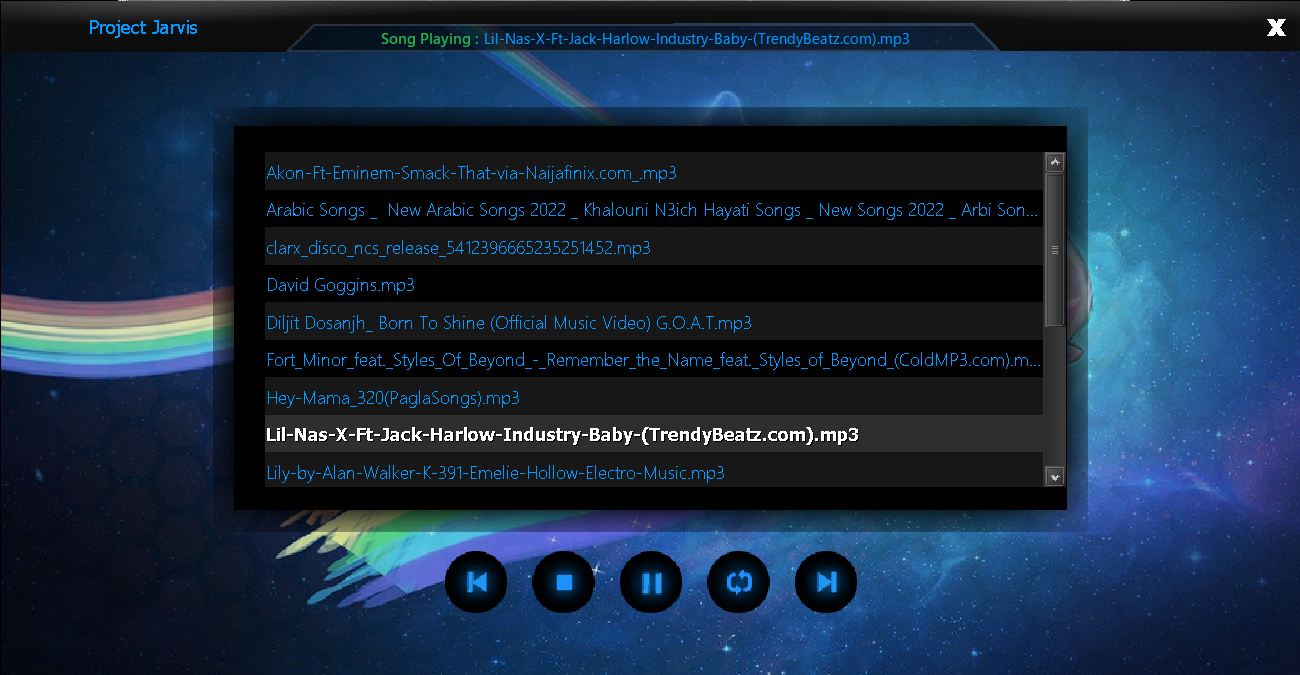 Project Jarvis
X
Song Playing : Lil-Nas-X-Ft-Jack-Harlow-Industry-Baby-(TrendyBeatz.com).mp3
Akon-Ft-Eminem-Smack-That-via-Naijafinix.com_.mp3
Arabic Songs _  New Arabic Songs 2022 _ Khalouni N3ich Hayati Songs _ New Songs 2022 _ Arbi Son...
clarx_disco_ncs_release_5412396665235251452.mp3
David Goggins.mp3
Diljit Dosanjh_ Born To Shine (Official Music Video) G.O.A.T.mp3
Fort_Minor_feat._Styles_Of_Beyond_-_Remember_the_Name_feat._Styles_of_Beyond_(ColdMP3.com).m...
Hey-Mama_320(PaglaSongs).mp3
Lil-Nas-X-Ft-Jack-Harlow-Industry-Baby-(TrendyBeatz.com).mp3
Lily-by-Alan-Walker-K-391-Emelie-Hollow-Electro-Music.mp3